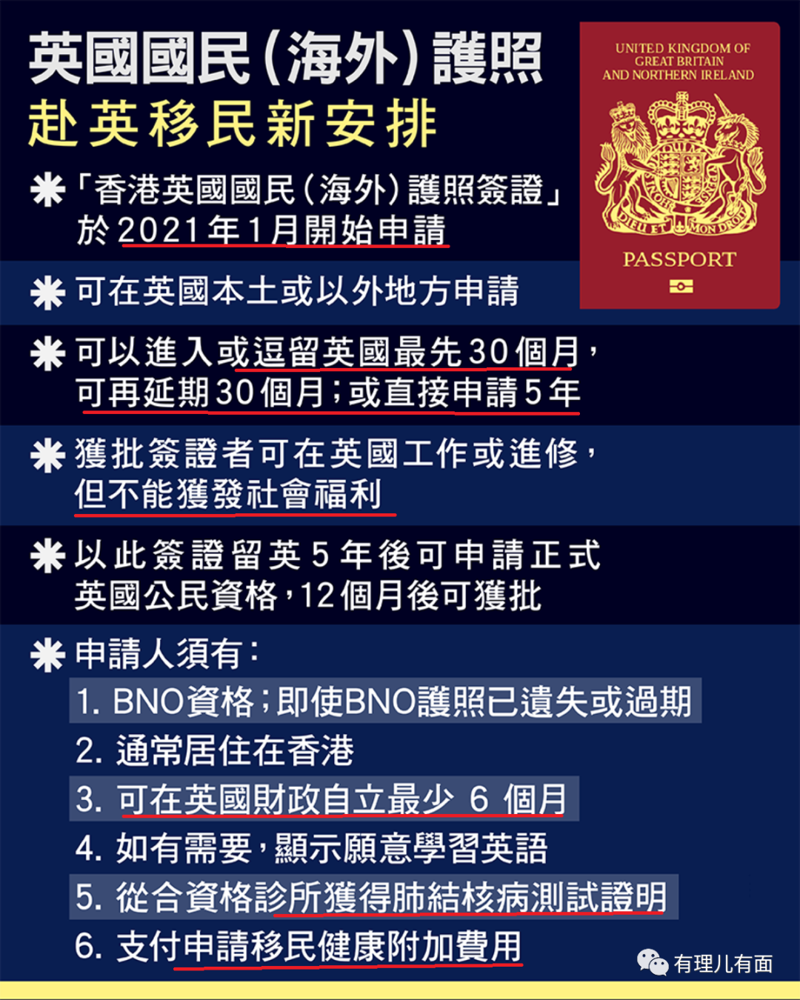 英國國民(海外)護照
赴英移民新安排
UNITED KINGDOM OF
GREAT BRITAIN
AND NORTHERN IRELAND
DIEU ET MON DROIT
PASSPORT
✱「香港英國國民(海外)護照簽證」
於2021年1月開始申請
✱可在英國本土或以外地方申請
✱可以進入或逗留英國最先30個月,
可再延期30個月;或直接申請5年
✱獲批簽證者可在英國工作或進修,
但不能獲發社會福利
✱以此簽證留英5年後可申請正式
英國公民資格,12個月後可獲批
✱申請人須有:
1. BNO資格;即使BNO護照已遺失或過期
2. 通常居住在香港
3. 可在英國財政自立最少 6 個月
4. 如有需要,顯示願意學習英語
5. 從合資格診所獲得肺結核病測試證明
6. 支付申請移民健康附加費用
有理儿有面